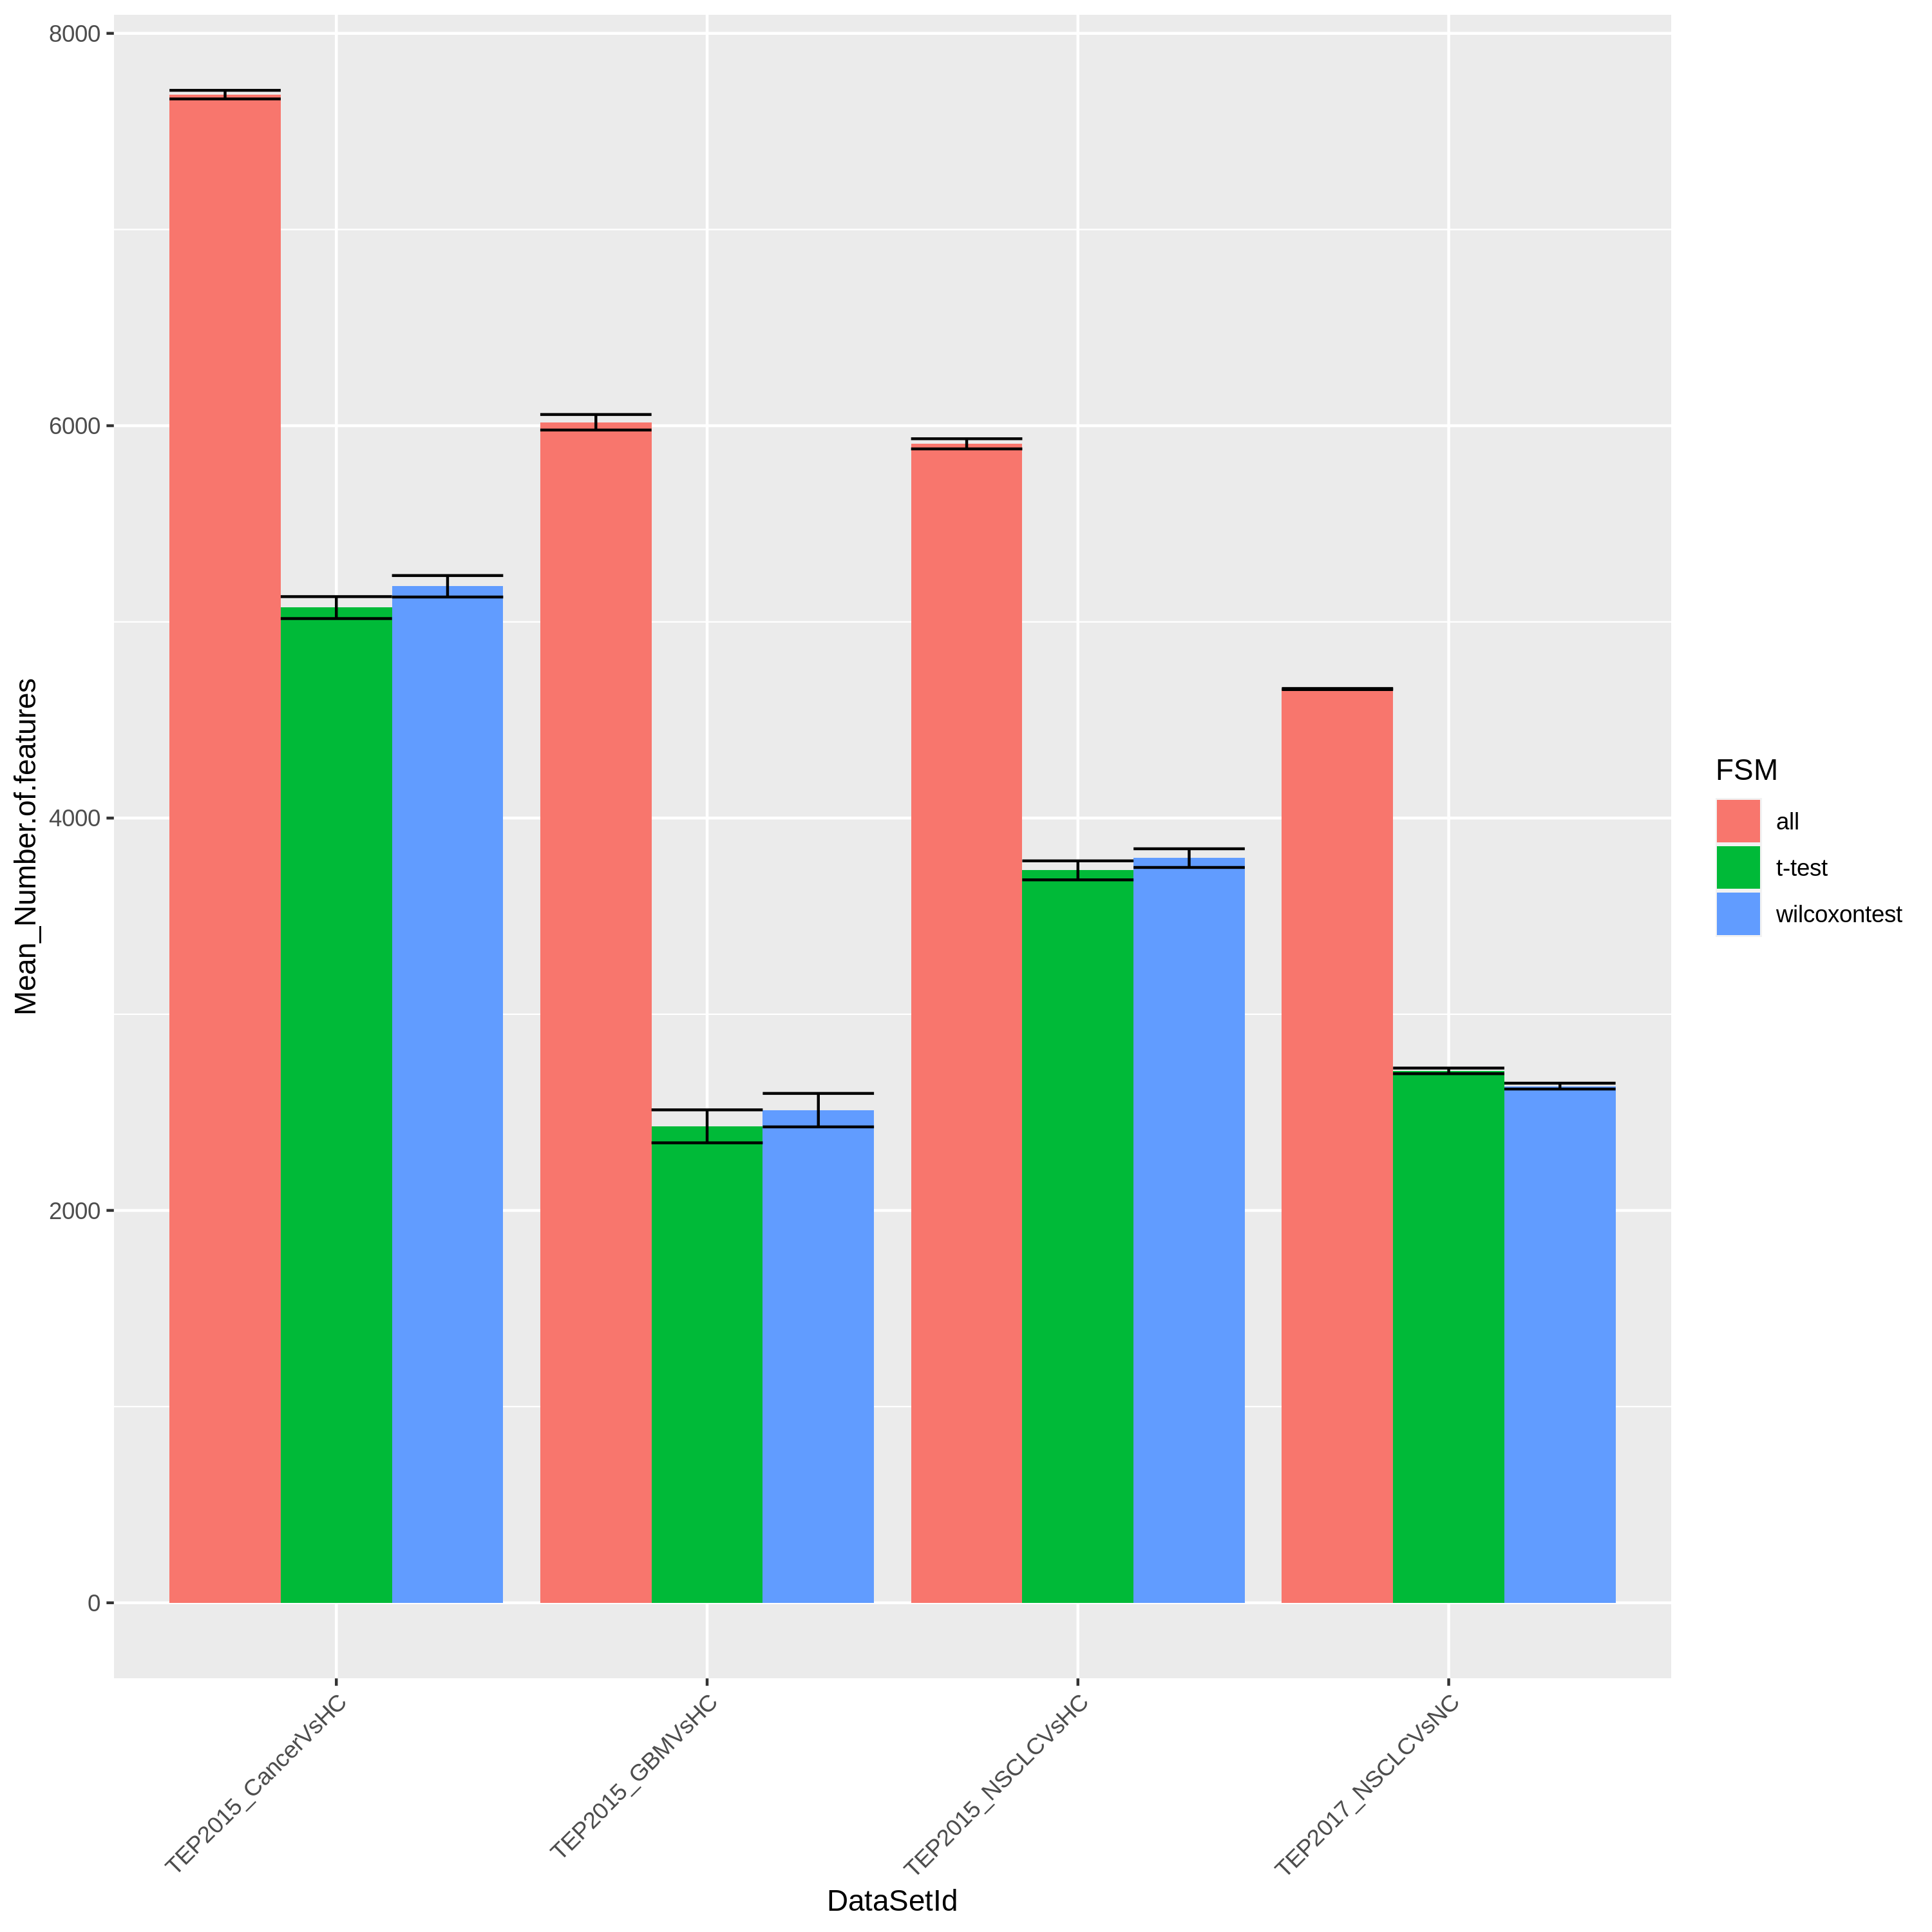 Mean_Number.of.features
8000
6000
4000
2000
0
TEP2015_CancerVsHC
TEP2015_GBMVsHC
TEP2015_NSCLCVsHC
TEP2017_NSCLCVsNC
DataSetId
FSM
all
t-test
wilcoxontest